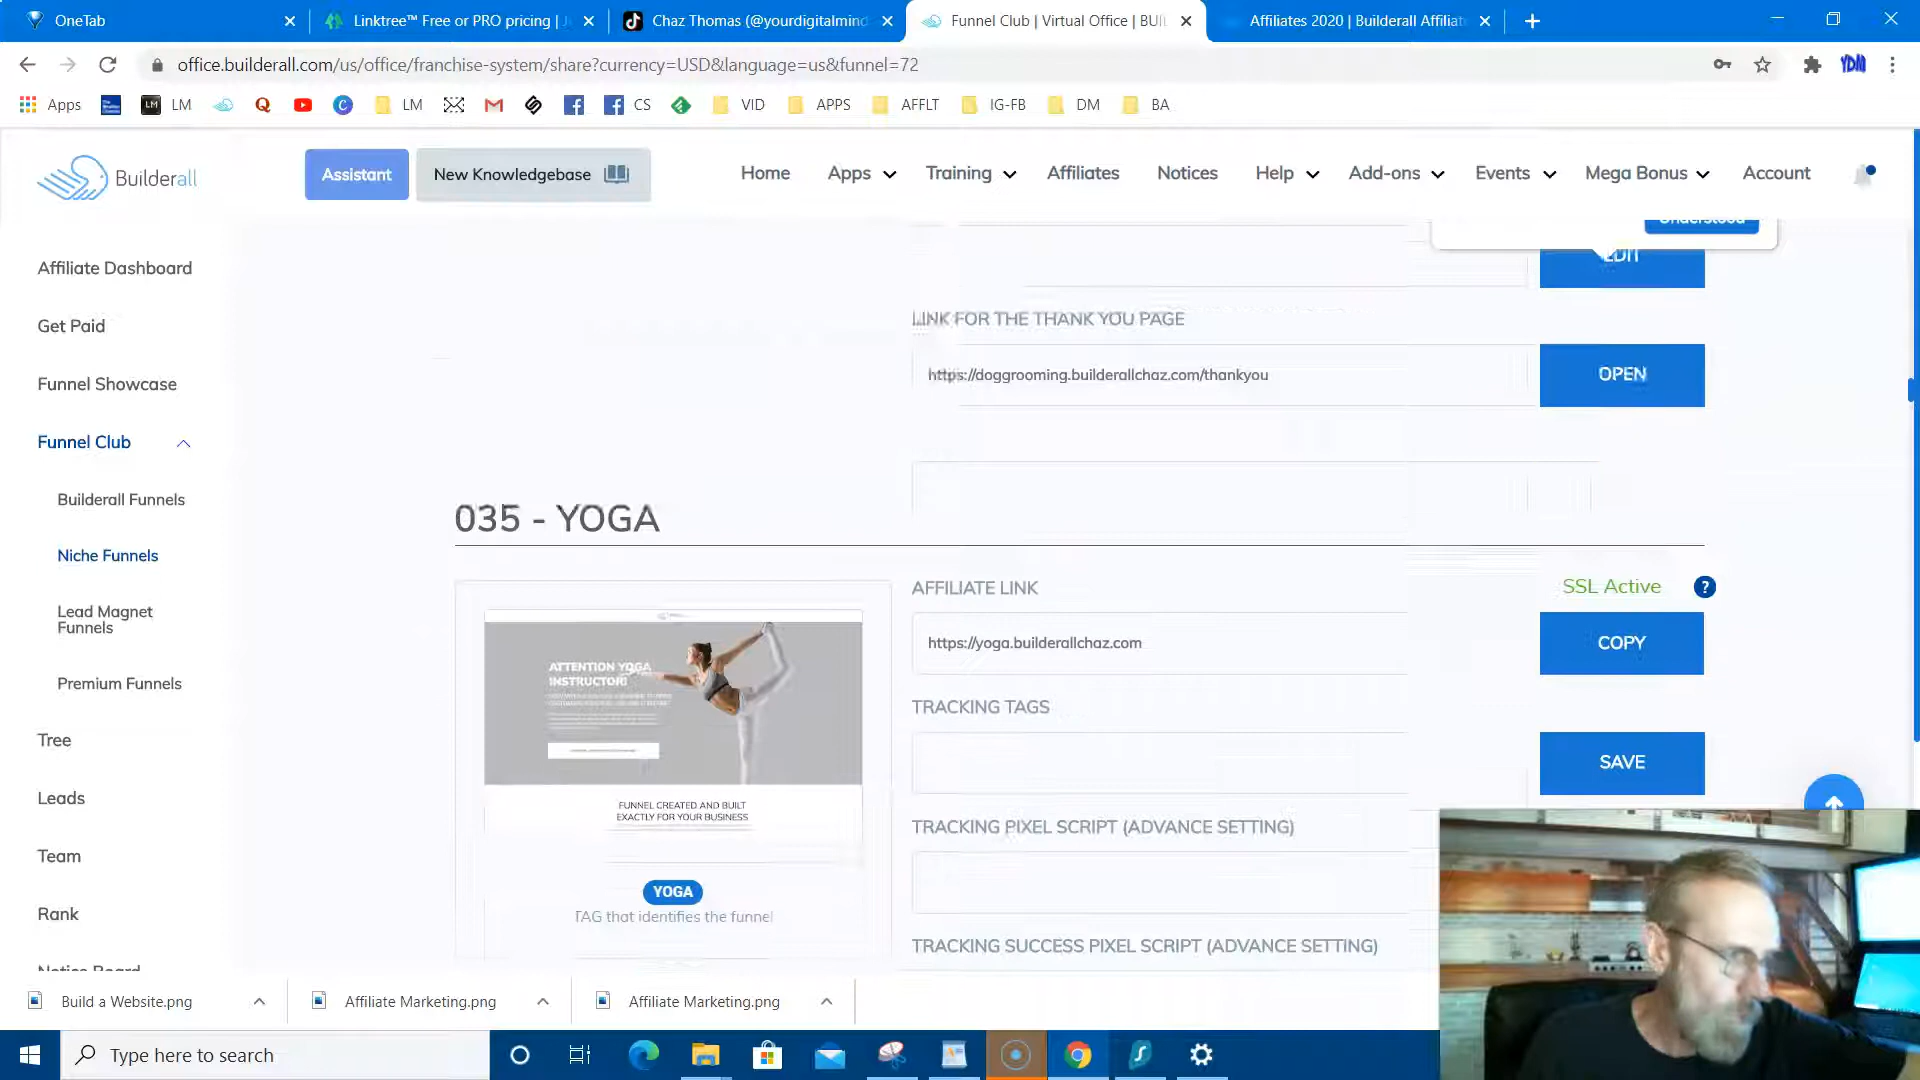 OneTab
Linktree™ Free or PRO pricing |
Chaz Thomas (@yourdigitalmind
Funnel Club | Virtual Office |
Affiliates 2020 | Builderall Affiliat
office.builderall.com/us/office/franchise-system/share?currency=USD&language=us&funnel=72
YDM
Apps
LM
LM
CS
VID
APPS
AFFLT
IG-FB
DM
BA
Builderall
Assistant
New Knowledgebase
Home
Apps
Training
Affiliates
Notices
Help
Add-ons
Events
Mega Bonus
Account
Understood
Affiliate Dashboard
Get Paid
Funnel Showcase
Funnel Club
Builderall Funnels
Niche Funnels
Lead Magnet
Funnels
Premium Funnels
Tree
Leads
Team
Rank
Notice Board
EDIT
LINK FOR THE THANK YOU PAGE
https://doggrooming.builderallchaz.com/thankyou
OPEN
035 - YOGA
AFFILIATE LINK
SSL Active
?
https://yoga.builderallchaz.com
COPY
TRACKING TAGS
SAVE
TRACKING PIXEL SCRIPT (ADVANCE SETTING)
TRACKING SUCCESS PIXEL SCRIPT (ADVANCE SETTING)
ATTENTION YOGA
INSTRUCTOR!
FUNNEL CREATED AND BUILT
EXACTLY FOR YOUR BUSINESS
YOGA
TAG that identifies the funnel
Build a Website.png
Affiliate Marketing.png
Affiliate Marketing.png
Type here to search